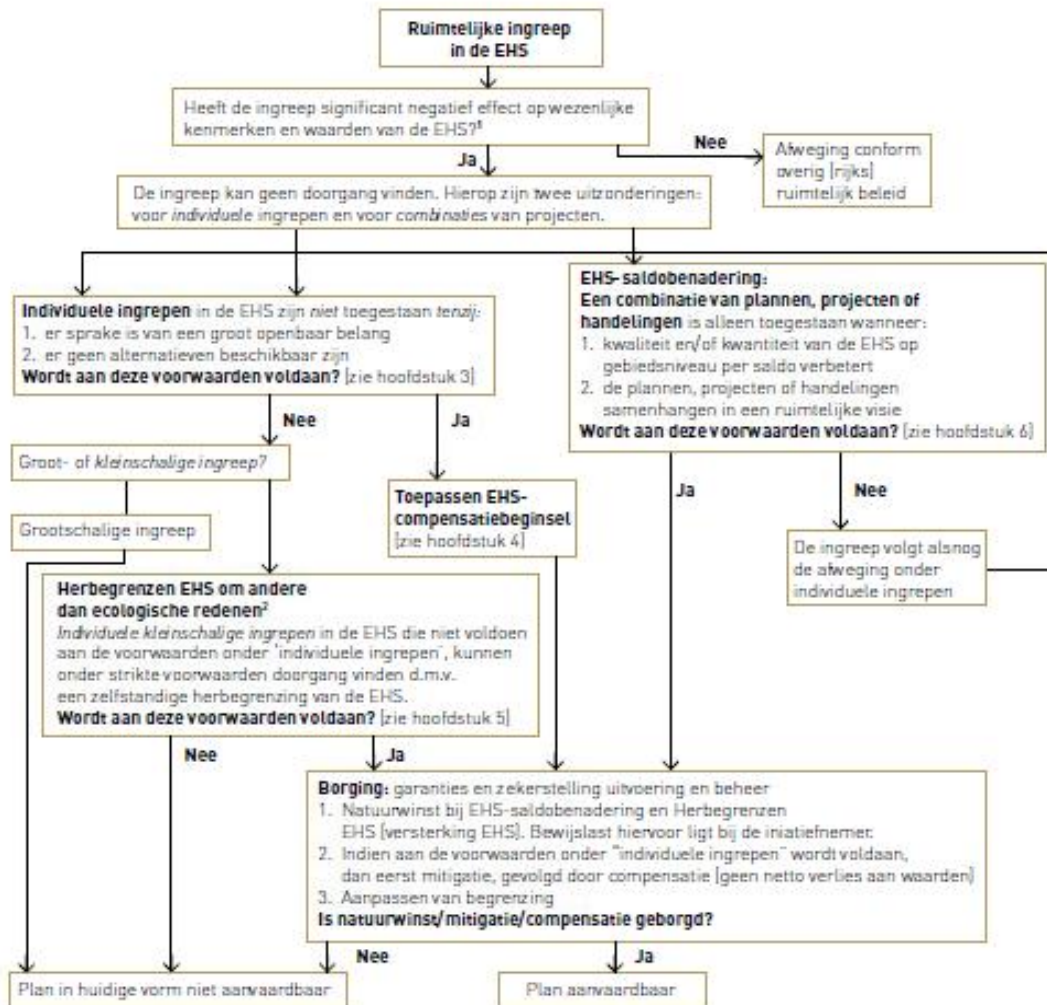 Ruimtelijke ingreep
in de EHS
Heeft de ingreep significant negatief effect op wezenlijke
kenmerken en waarden van de EHS?¹
Nee
Afweging conform
overig (rijks)
ruimtelijk beleid
Ja
De ingreep kan geen doorgang vinden. Hierop zijn twee uitzonderingen:
voor individuele ingrepen en voor combinaties van projecten.
Individuele ingrepen in de EHS zijn niet toegestaan tenzij:
1. er sprake is van een groot openbaar belang
2. er geen alternatieven beschikbaar zijn
Wordt aan deze voorwaarden voldaan? (zie hoofdstuk 3)
EHS-saldobenadering:
Een combinatie van plannen, projecten of
handelingen is alleen toegestaan wanneer:
1. kwaliteit en/of kwantiteit van de EHS op
gebiedsniveau per saldo verbetert
2. de plannen, projecten of handelingen
samenhangen in een ruimtelijke visie
Wordt aan deze voorwaarden voldaan? (zie hoofdstuk 6)
Nee
Ja
Groot- of kleinschalige ingreep?
Grootschalige ingreep
Toepassen EHS-
compensatiebeginsel
(zie hoofdstuk 4)
Ja
Nee
De ingreep volgt alsnog
de afweging onder
individuele ingrepen
Herbegrenzen EHS om andere
dan ecologische redenen²
Individuele kleinschalige ingrepen in de EHS die niet voldoen
aan de voorwaarden onder 'individuele ingrepen', kunnen
onder strikte voorwaarden doorgang vinden d.m.v.
een zelfstandige herbegrenzing van de EHS.
Wordt aan deze voorwaarden voldaan? (zie hoofdstuk 5)
Nee
Ja
Borging: garanties en zekerstelling uitvoering en beheer
1. Natuurwinst bij EHS-saldobenadering en Herbegrenzen
EHS (versterking EHS). Bewijslast hiervoor ligt bij de iniatiefnemer.
2. Indien aan de voorwaarden onder "individuele ingrepen" wordt voldaan,
dan eerst mitigatie, gevolgd door compensatie (geen netto verlies aan waarden)
3. Aanpassen van begrenzing
Is natuurwinst/mitigatie/compensatie geborgd?
Nee
Ja
Plan in huidige vorm niet aanvaardbaar
Plan aanvaardbaar